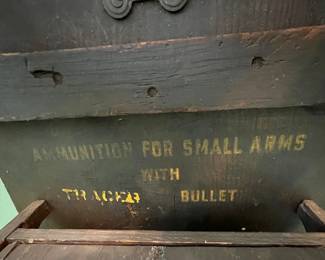 AMMUNITION FOR SMALL ARMS
WITH
TRACER BULLET